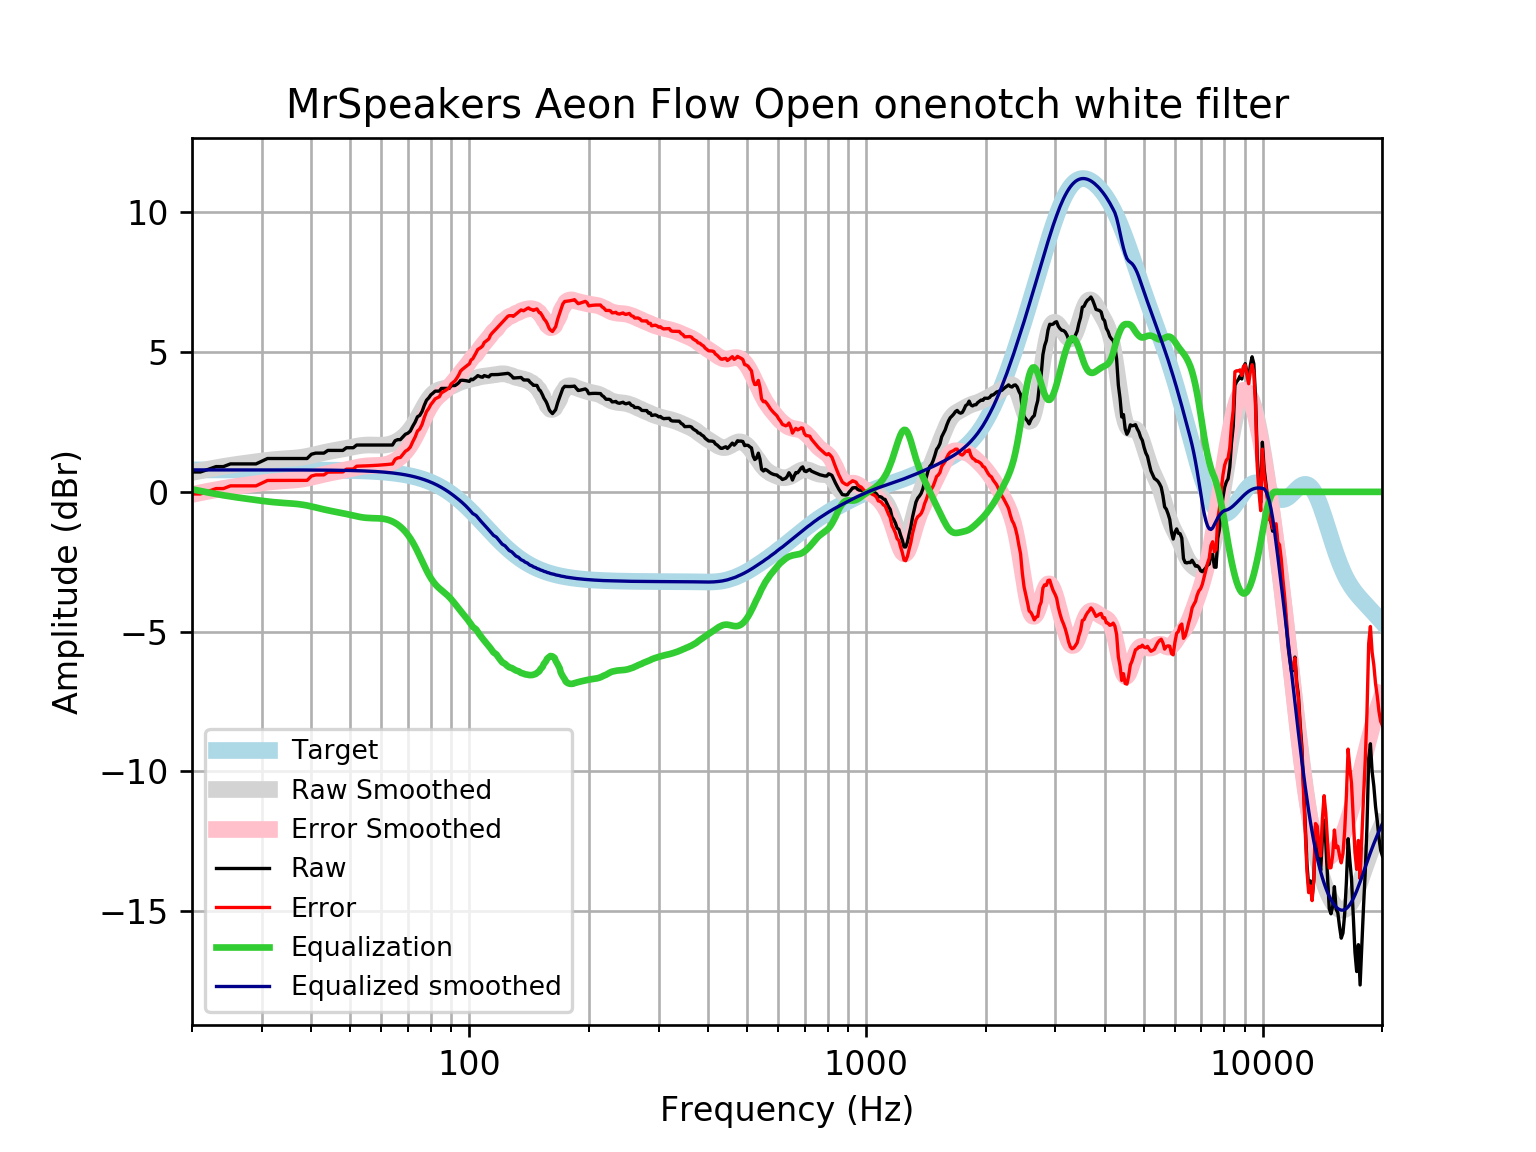 MrSpeakers Aeon Flow Open onenotch white filter
10
5
0
−5
−10
−15
Amplitude (dBr)
Target
Raw Smoothed
Error Smoothed
Raw
Error
Equalization
Equalized smoothed
100
1000
10000
Frequency (Hz)